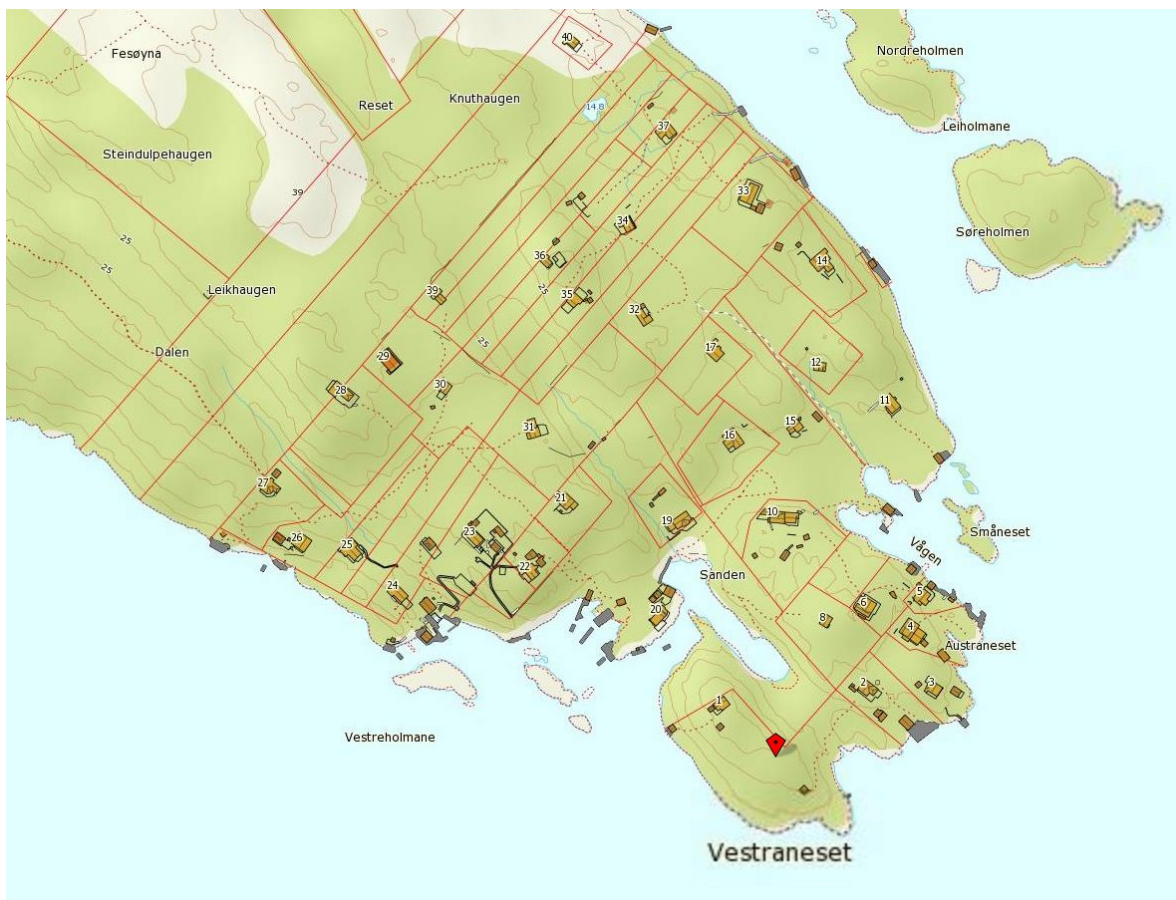 40
Fesøyna
Nordreholmen
Reset
Knuthaugen
14.8
37
Leiholmane
Steindulpehaugen
39
33
34
Søreholmen
25
36
14
25
Leikhaugen
39
35
32
25
17
Dalen
29
12
28
30
11
31
15
16
27
21
19
10
23
Småneset
26
25
Vågen
22
Sanden
24
5
6
20
8
4
Austraneset
2
3
1
Vestreholmane
Vestraneset